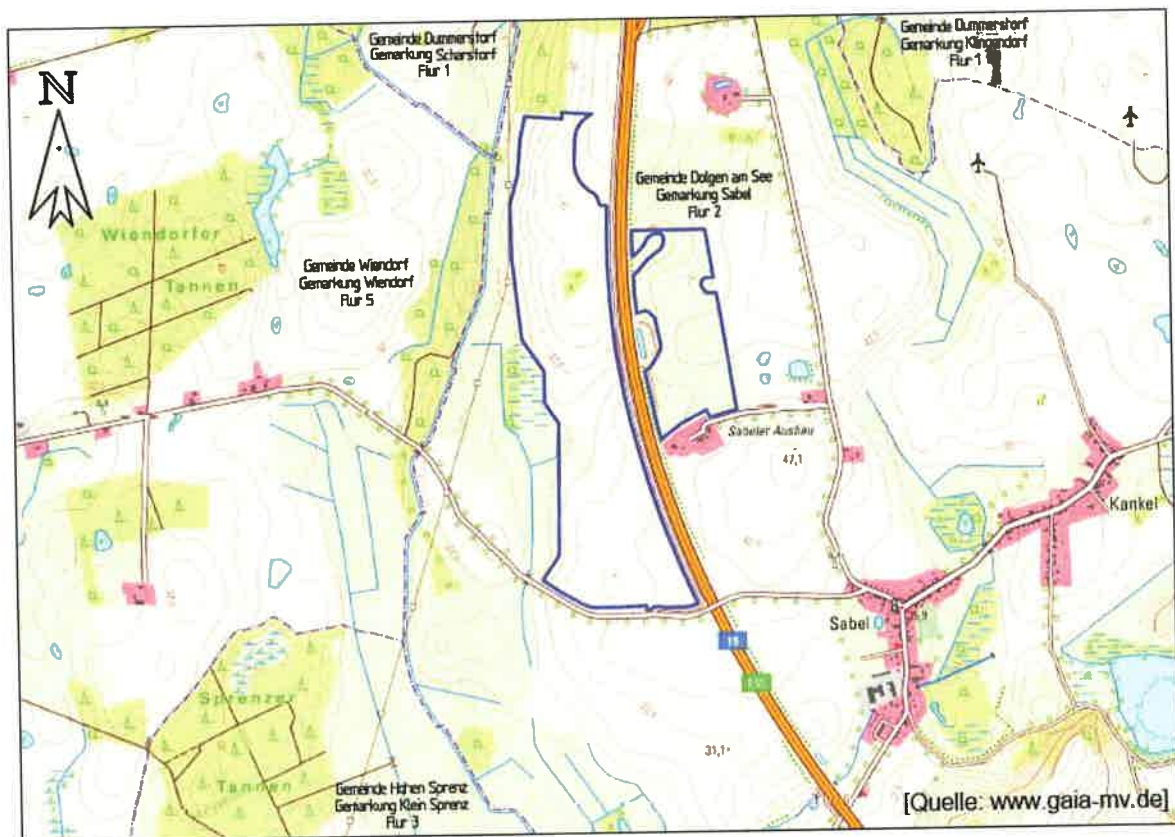 Gemeinde Dummerstorf
Gemarkung Scharstorf
Flur 1
Gemeinde Dummerstorf
Gemarkung Klingendorf
Flur 1
N
Gemeinde Dolgen am See
Gemarkung Sabel
Flur 2
Wiendorfer
Tannen
Gemeinde Wiendorf
Gemarkung Wiendorf
Flur 5
Sabeler Ausbau
47,1
Kankel
Sabel
19
Sprenzer
Tannen
31,1
Gemeinde Hohen Sprenz
Gemarkung Klein Sprenz
Flur 3
[Quelle: www.gaia-mv.de]